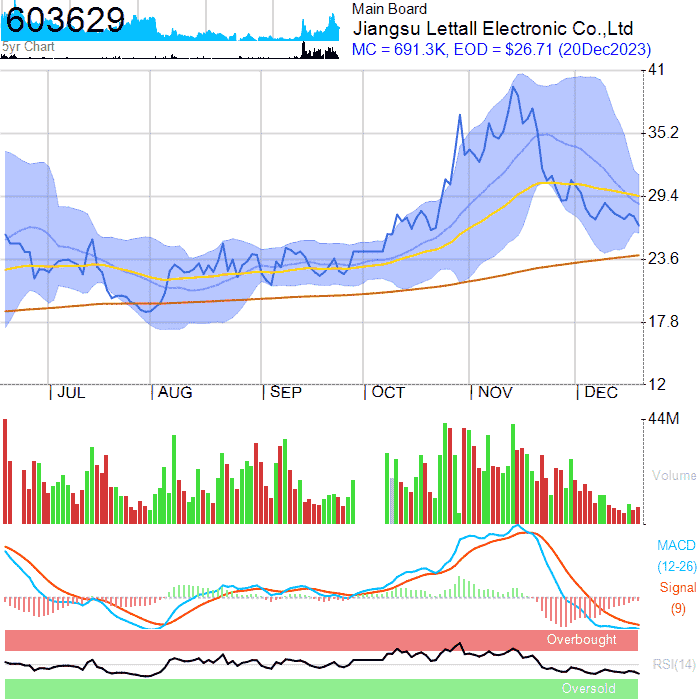 603629
Main Board
Jiangsu Lettall Electronic Co.,Ltd
5yr Chart
MC = 691.3K, EOD = $26.71 (20Dec2023)
41
35.2
29.4
23.6
17.8
12
JUL AUG SEP OCT NOV DEC
44M
Volume
MACD
(12-26)
Signal
(9)
Overbought
RSI(14)
Oversold